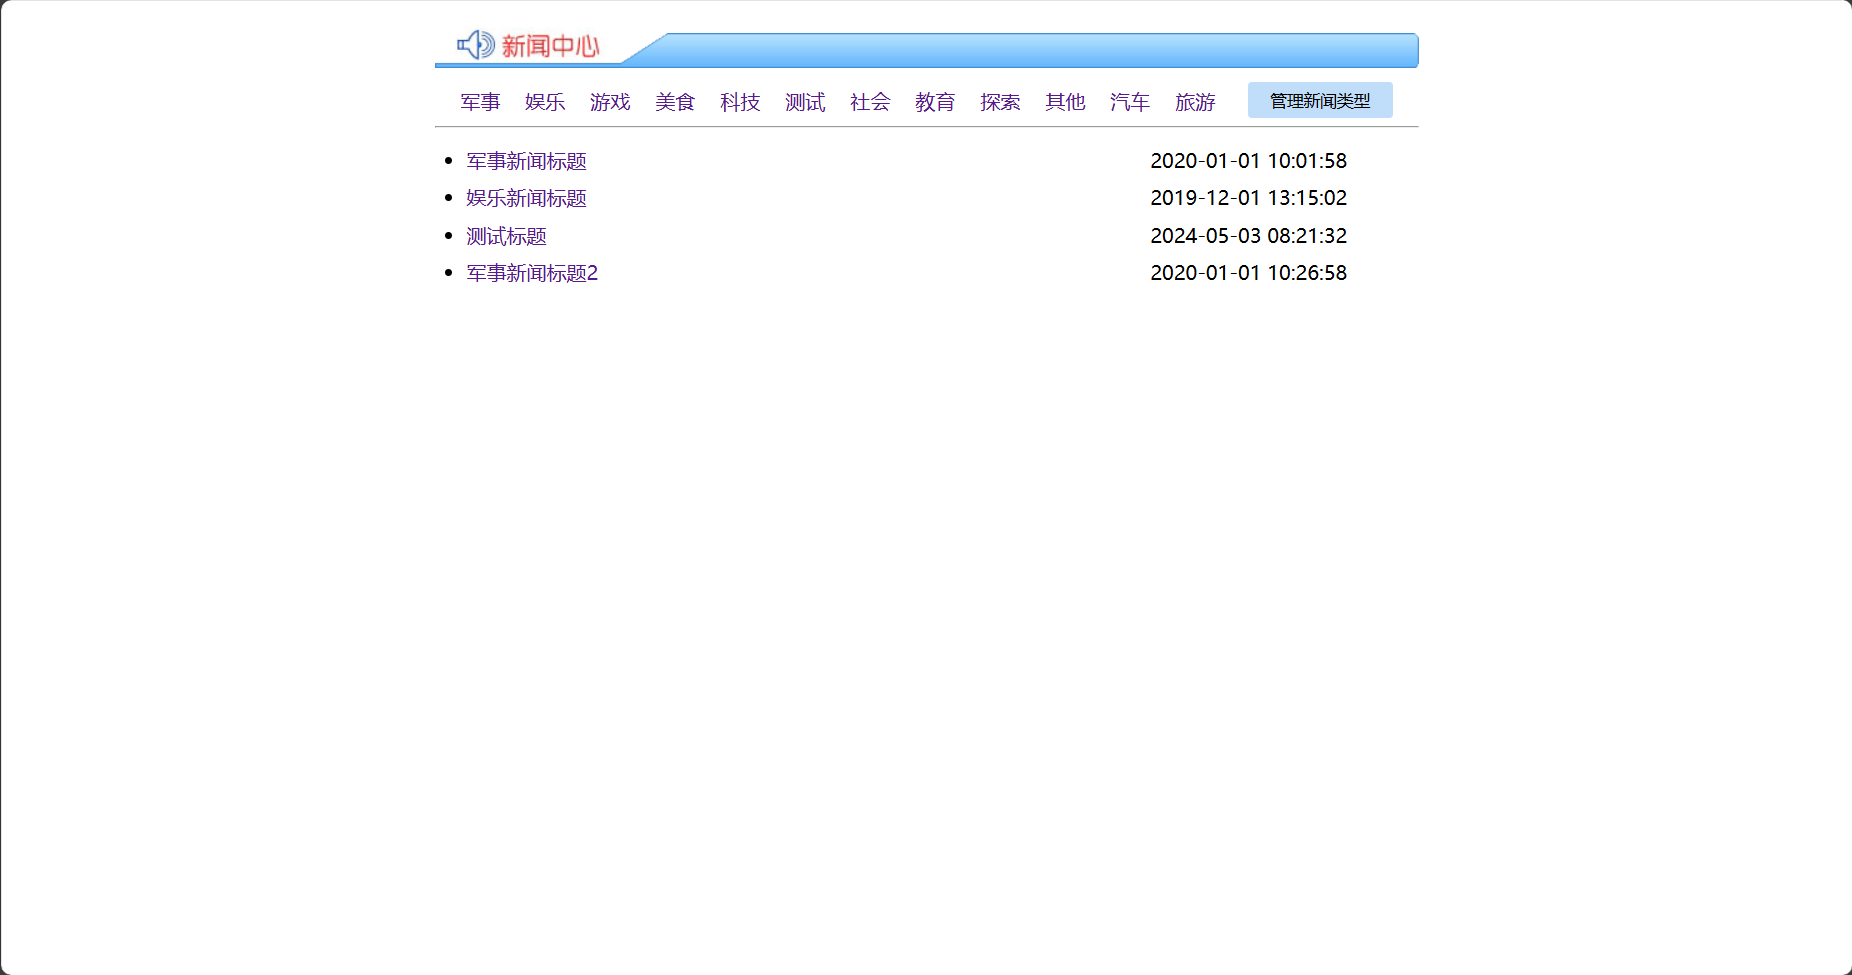 新闻中心
军事 娱乐 游戏 美食 科技 测试 社会 教育 探索 其他 汽车 旅游 管理新闻类型
军事新闻标题 2020-01-01 10:01:58
娱乐新闻标题 2019-12-01 13:15:02
测试标题 2024-05-03 08:21:32
军事新闻标题2 2020-01-01 10:26:58